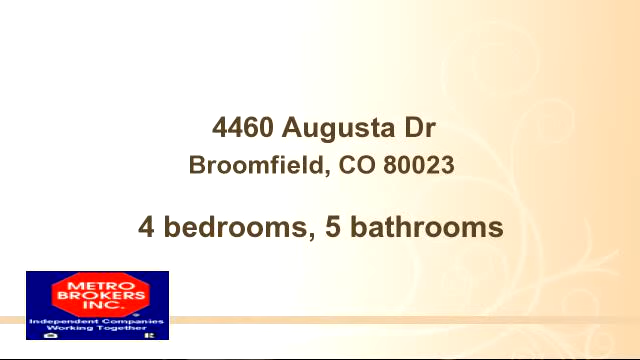 4460 Augusta Dr
Broomfield, CO 80023
4 bedrooms, 5 bathrooms
METRO
BROKERS
INC.
Independent Companies
Working Together
R